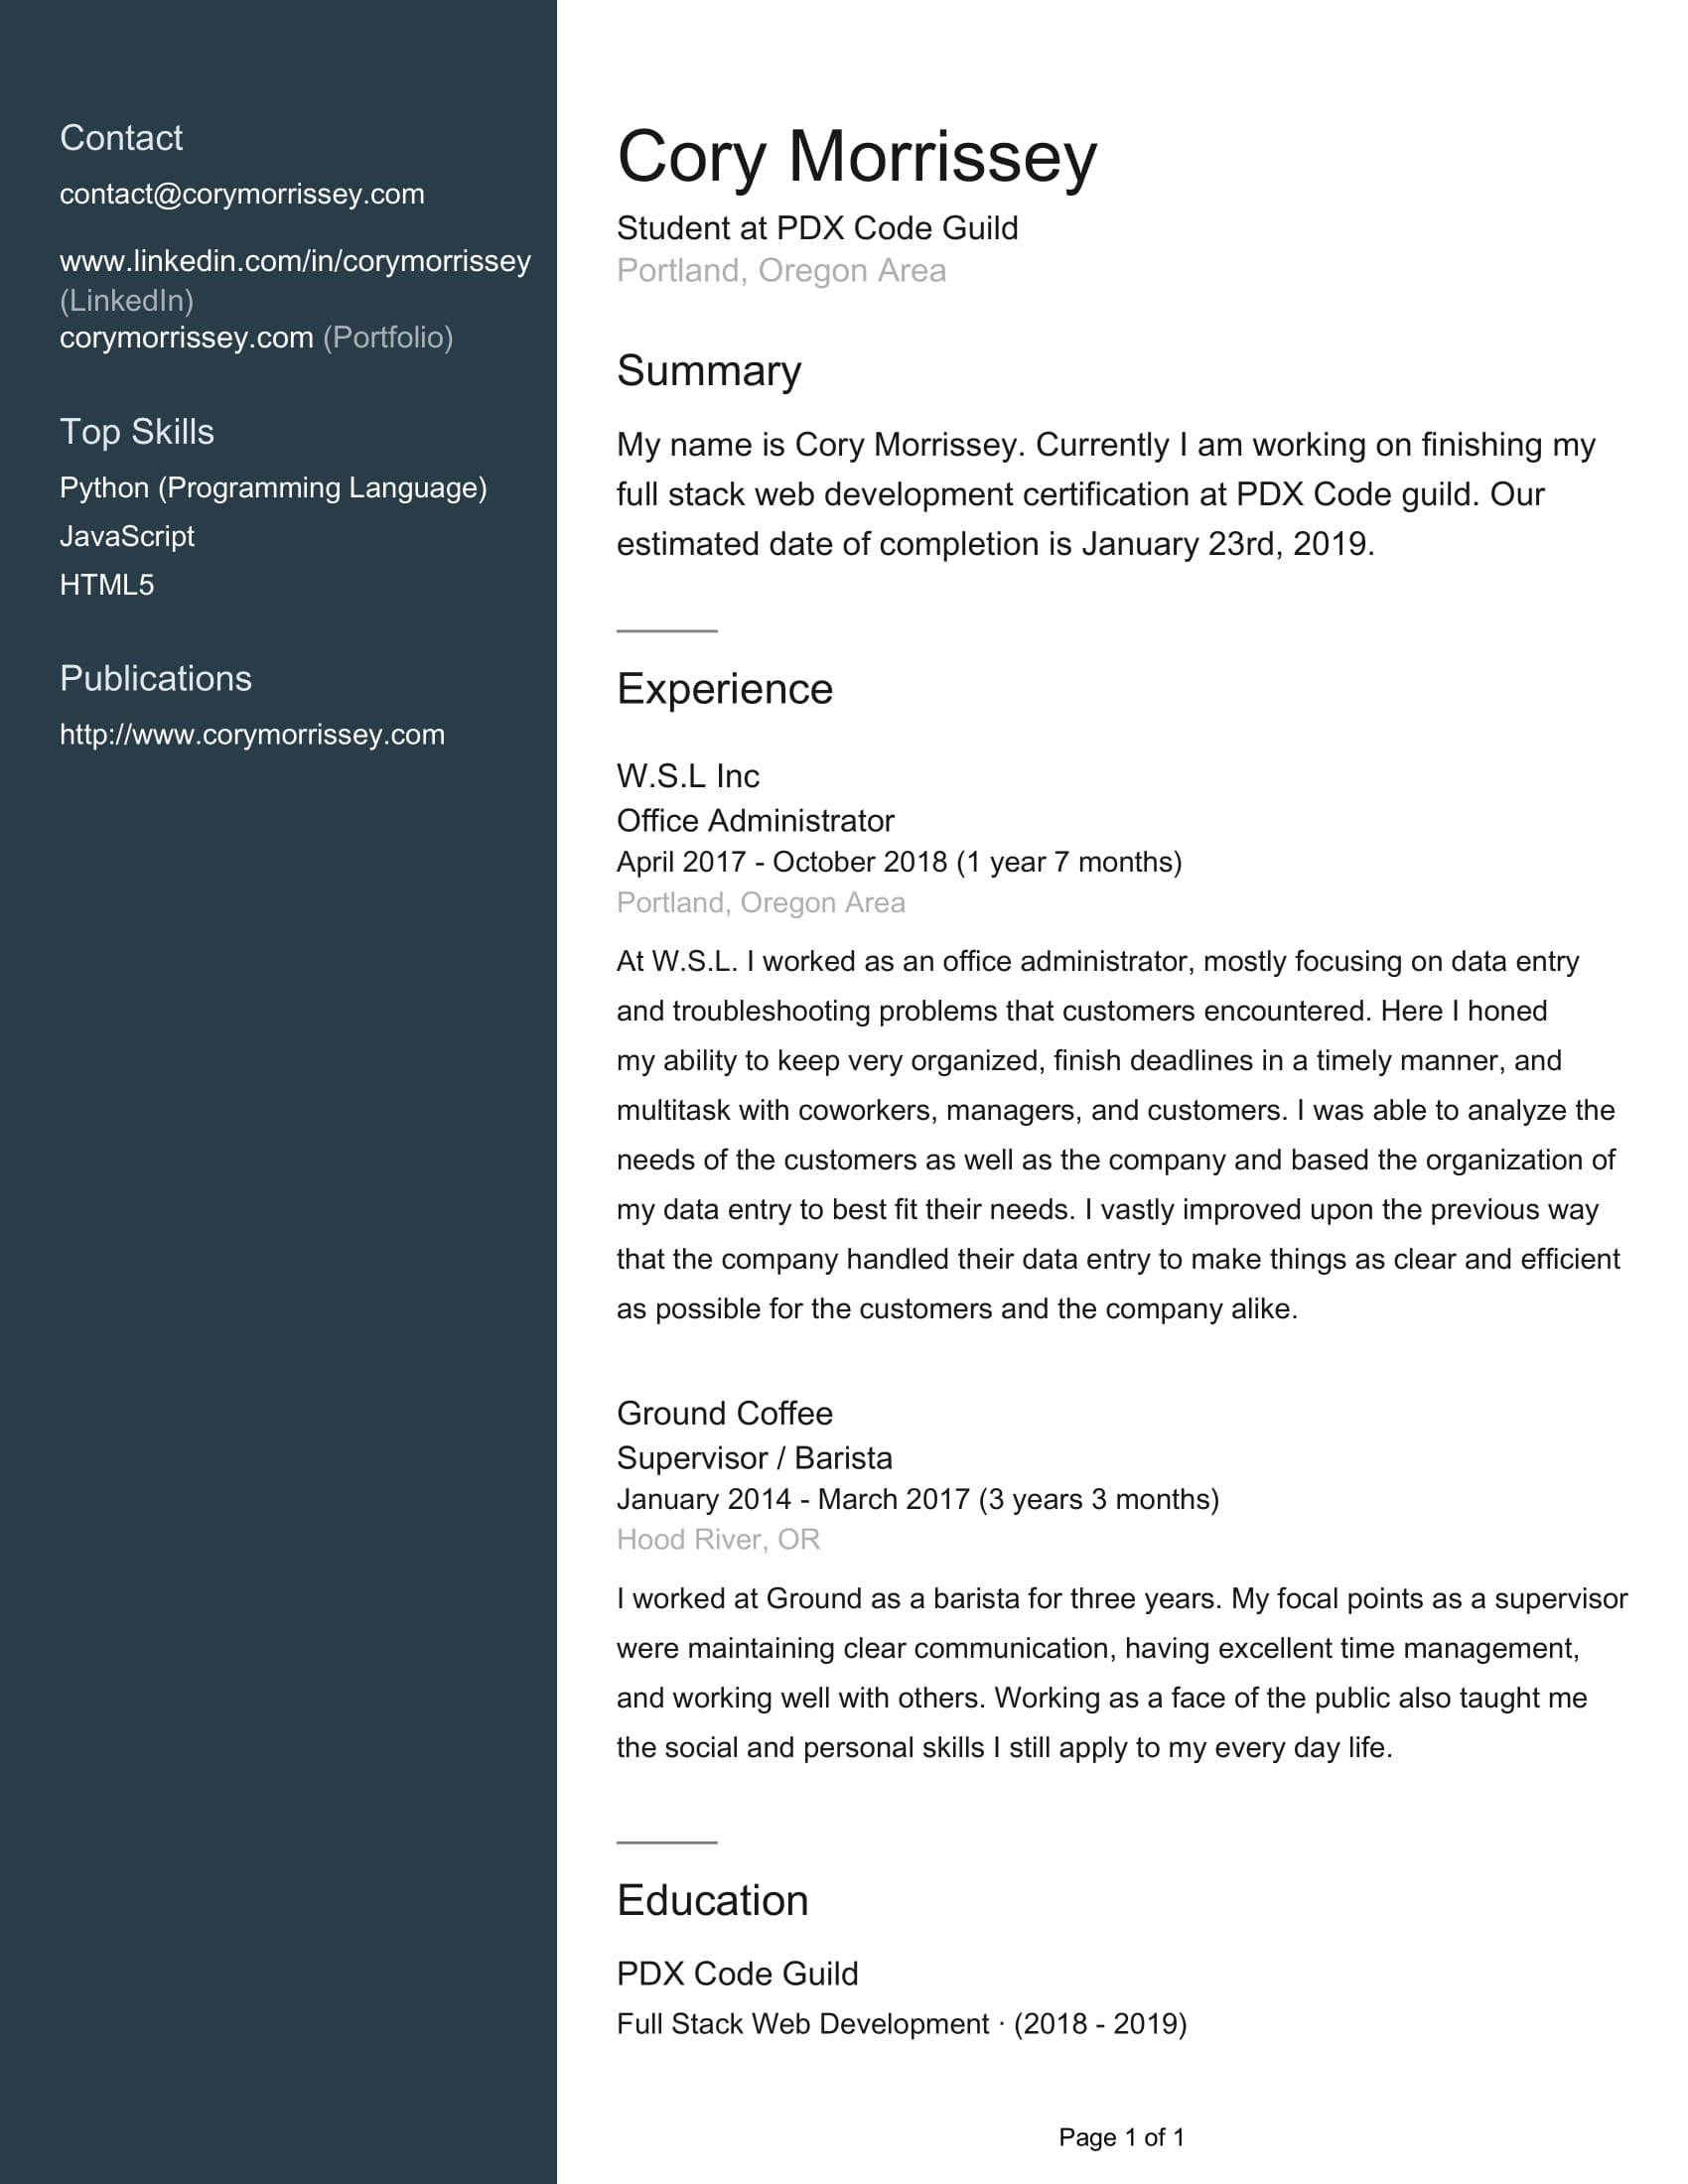 Contact
contact@corymorrissey.com
www.linkedin.com/in/corymorrissey
(LinkedIn)
corymorrissey.com (Portfolio)
Top Skills
Python (Programming Language)
JavaScript
HTML5
Publications
http://www.corymorrissey.com
Cory Morrissey
Student at PDX Code Guild
Portland, Oregon Area
Summary
My name is Cory Morrissey. Currently I am working on finishing my
full stack web development certification at PDX Code guild. Our
estimated date of completion is January 23rd, 2019.
Experience
W.S.L Inc
Office Administrator
April 2017 - October 2018 (1 year 7 months)
Portland, Oregon Area
At W.S.L. I worked as an office administrator, mostly focusing on data entry
and troubleshooting problems that customers encountered. Here I honed
my ability to keep very organized, finish deadlines in a timely manner, and
multitask with coworkers, managers, and customers. I was able to analyze the
needs of the customers as well as the company and based the organization of
my data entry to best fit their needs. I vastly improved upon the previous way
that the company handled their data entry to make things as clear and efficient
as possible for the customers and the company alike.
Ground Coffee
Supervisor / Barista
January 2014 - March 2017 (3 years 3 months)
Hood River, OR
I worked at Ground as a barista for three years. My focal points as a supervisor
were maintaining clear communication, having excellent time management,
and working well with others. Working as a face of the public also taught me
the social and personal skills I still apply to my every day life.
Education
PDX Code Guild
Full Stack Web Development · (2018 - 2019)
Page 1 of 1